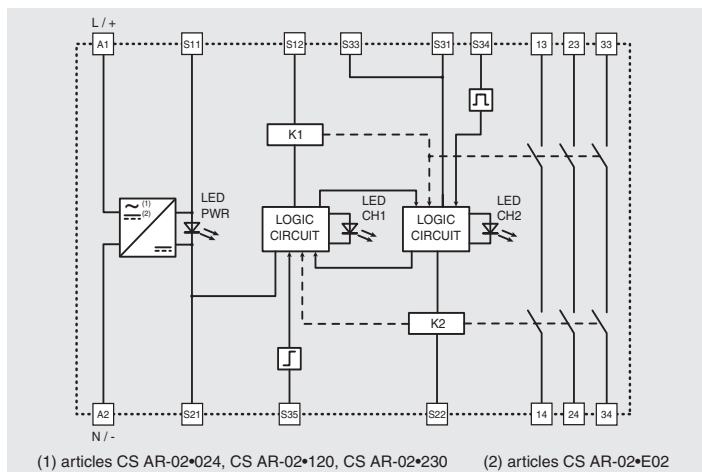 L / +
A1 S11 S12 S33 S31 S34 13 23 33
K1
(1)
(2)
LED
PWR
LOGIC
CIRCUIT
LED
CH1
LOGIC
CIRCUIT
LED
CH2
K2
A2 S21 S35 S22 14 24 34
N / -
(1) articles CS AR-02•024, CS AR-02•120, CS AR-02•230 (2) articles CS AR-02•E02